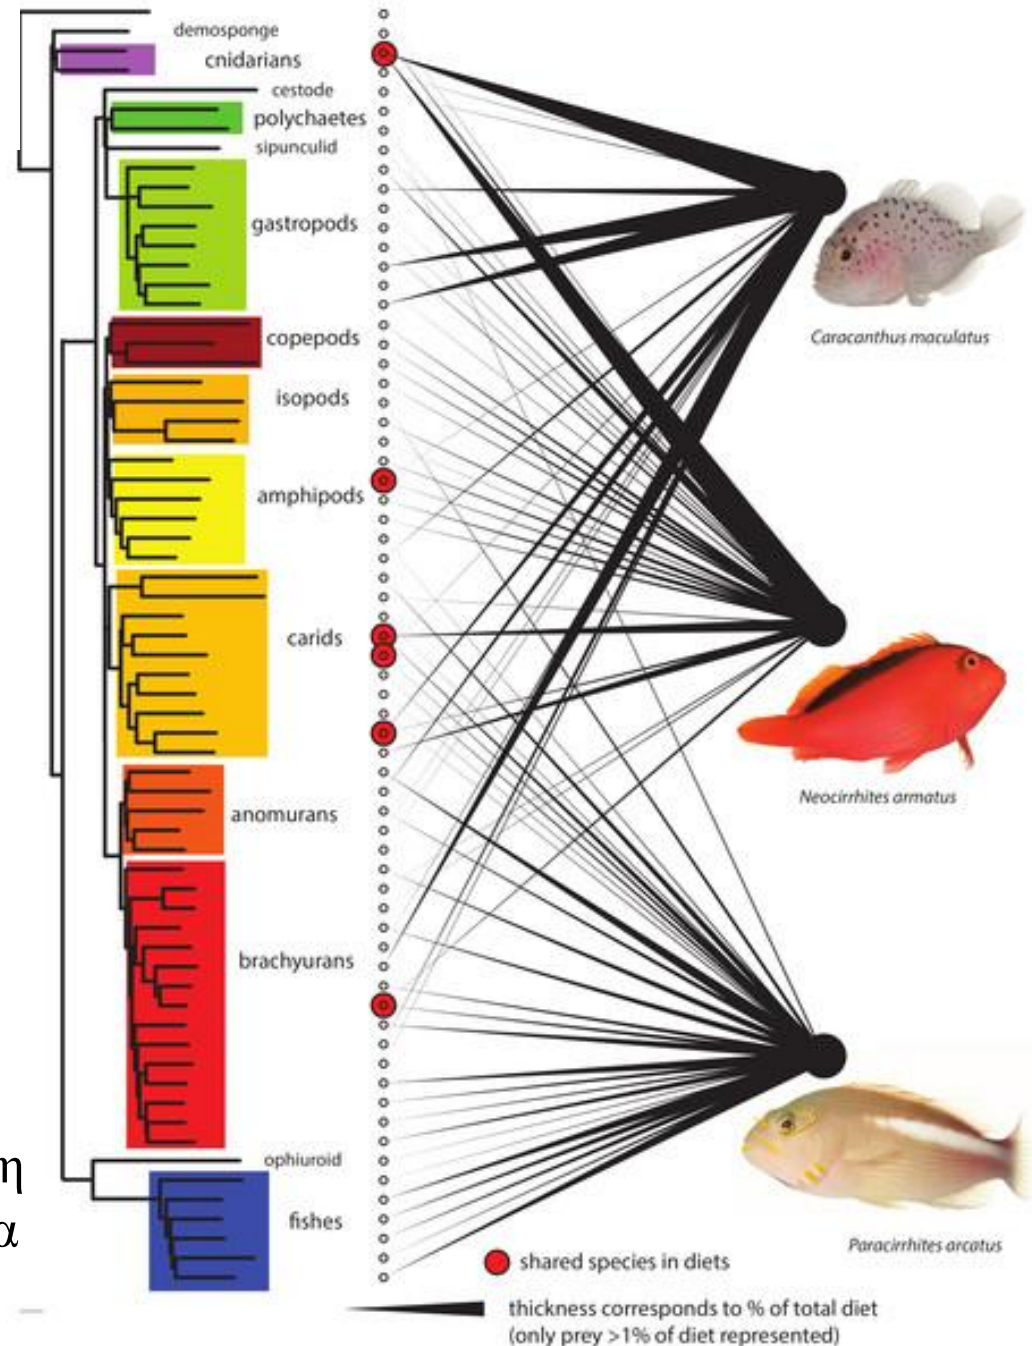 demosponge
cnidarians
cestode
polychaetes
sipunculid
gastropods
copepods
isopods
amphipods
carids
anomurans
brachyurans
ophiuroid
fishes
Caracanthus maculatus
Neocirrhites armatus
Paracirrhites arcatus
η
α
shared species in diets
thickness corresponds to % of total diet
(only prey >1% of diet represented)